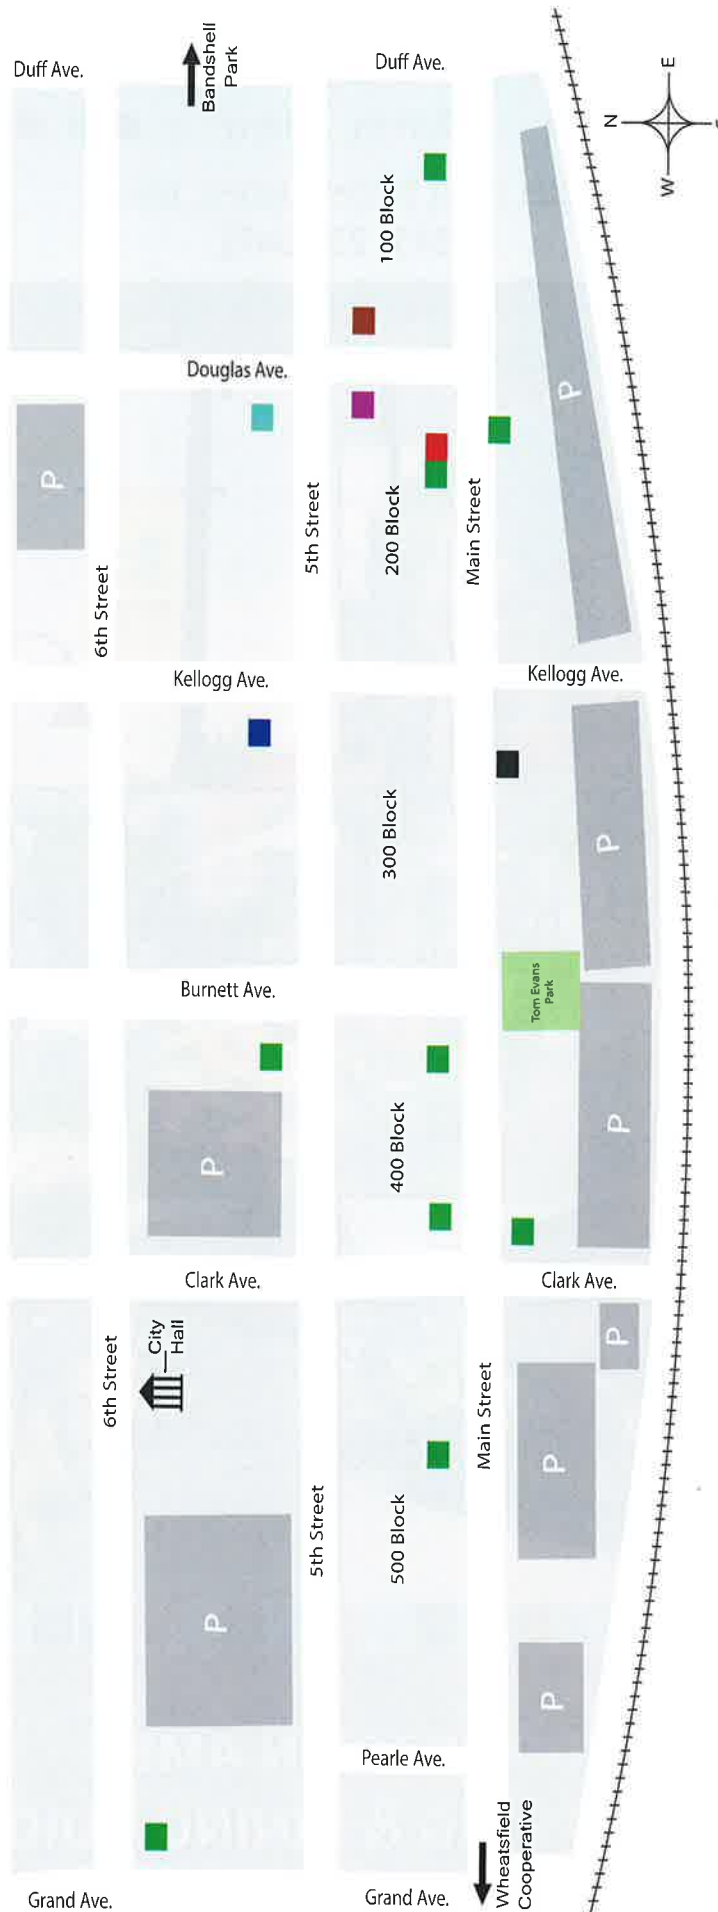 Duff Ave.
Bandshell
Park
Duff Ave.
N
E
W
100 Block
Douglas Ave.
P
P
6th Street
5th Street
200 Block
Main Street
Kellogg Ave.
Kellogg Ave.
300 Block
P
Burnett Ave.
Tom Evans
Park
P
400 Block
P
Clark Ave.
Clark Ave.
6th Street
City
Hall
P
Main Street
P
5th Street
500 Block
P
P
Pearle Ave.
Wheatsfield
Cooperative
Grand Ave.
Grand Ave.